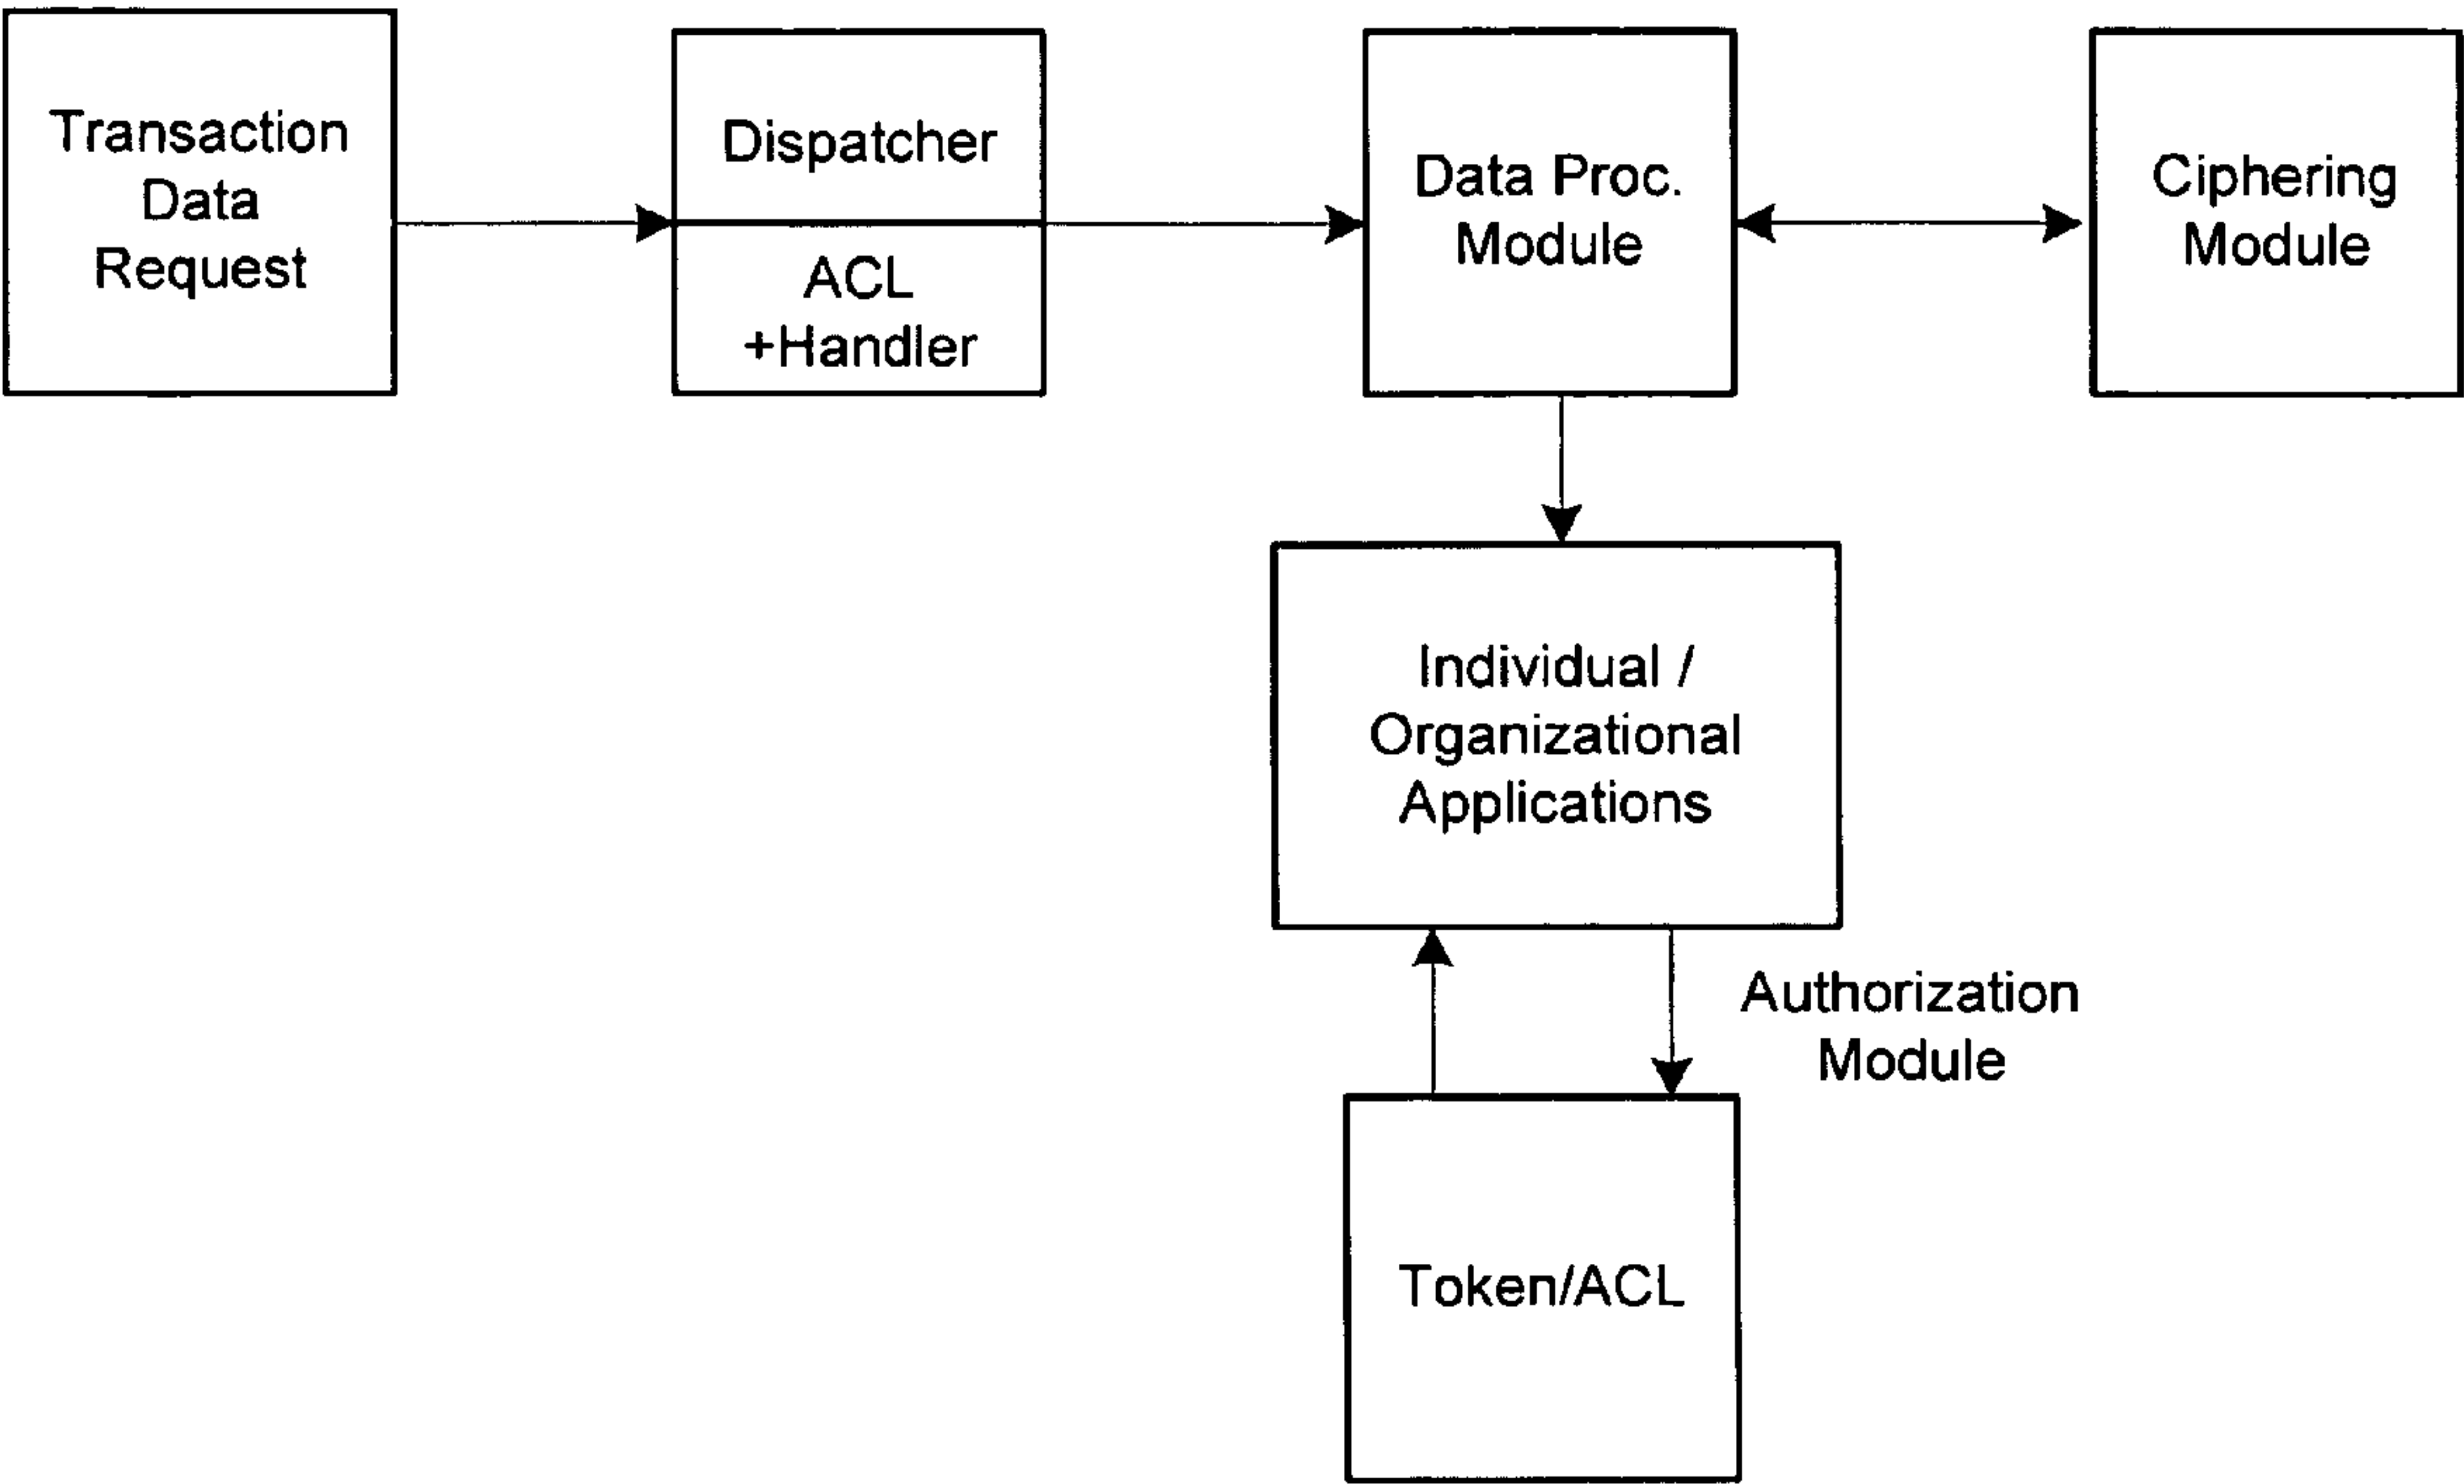 Transaction
Data
Request
Dispatcher
ACL
+Handler
Data Proc.
Module
Ciphering
Module
Individual /
Organizational
Applications
Authorization
Module
Token/ACL